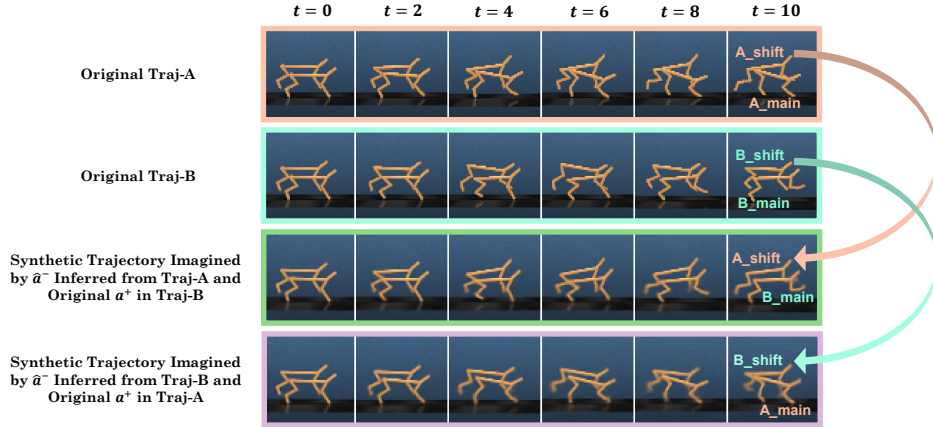 t = 0 t = 2 t = 4 t = 6 t = 8 t = 10
Original Traj-A
A_shift
A_main
Original Traj-B
B_shift
B_main
Synthetic Trajectory Imagined
by â⁻ Inferred from Traj-A and
Original a⁺ in Traj-B
A_shift
B_main
Synthetic Trajectory Imagined
by â⁻ Inferred from Traj-B and
Original a⁺ in Traj-A
B_shift
A_main